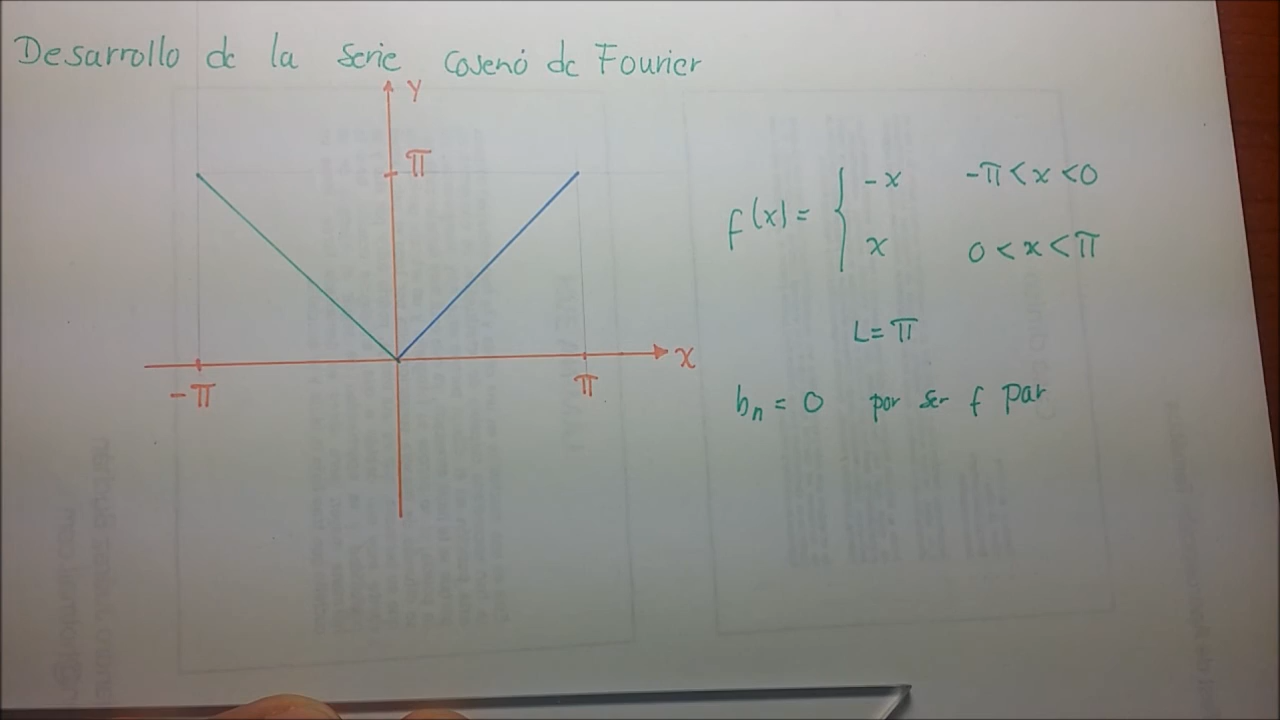 Desarrollo de la serie coseno de Fourier
Y
π
x
-π
π
f(x) = { -x   -π < x < 0
x   0 < x < π
L = π
bₙ = 0 por ser f par